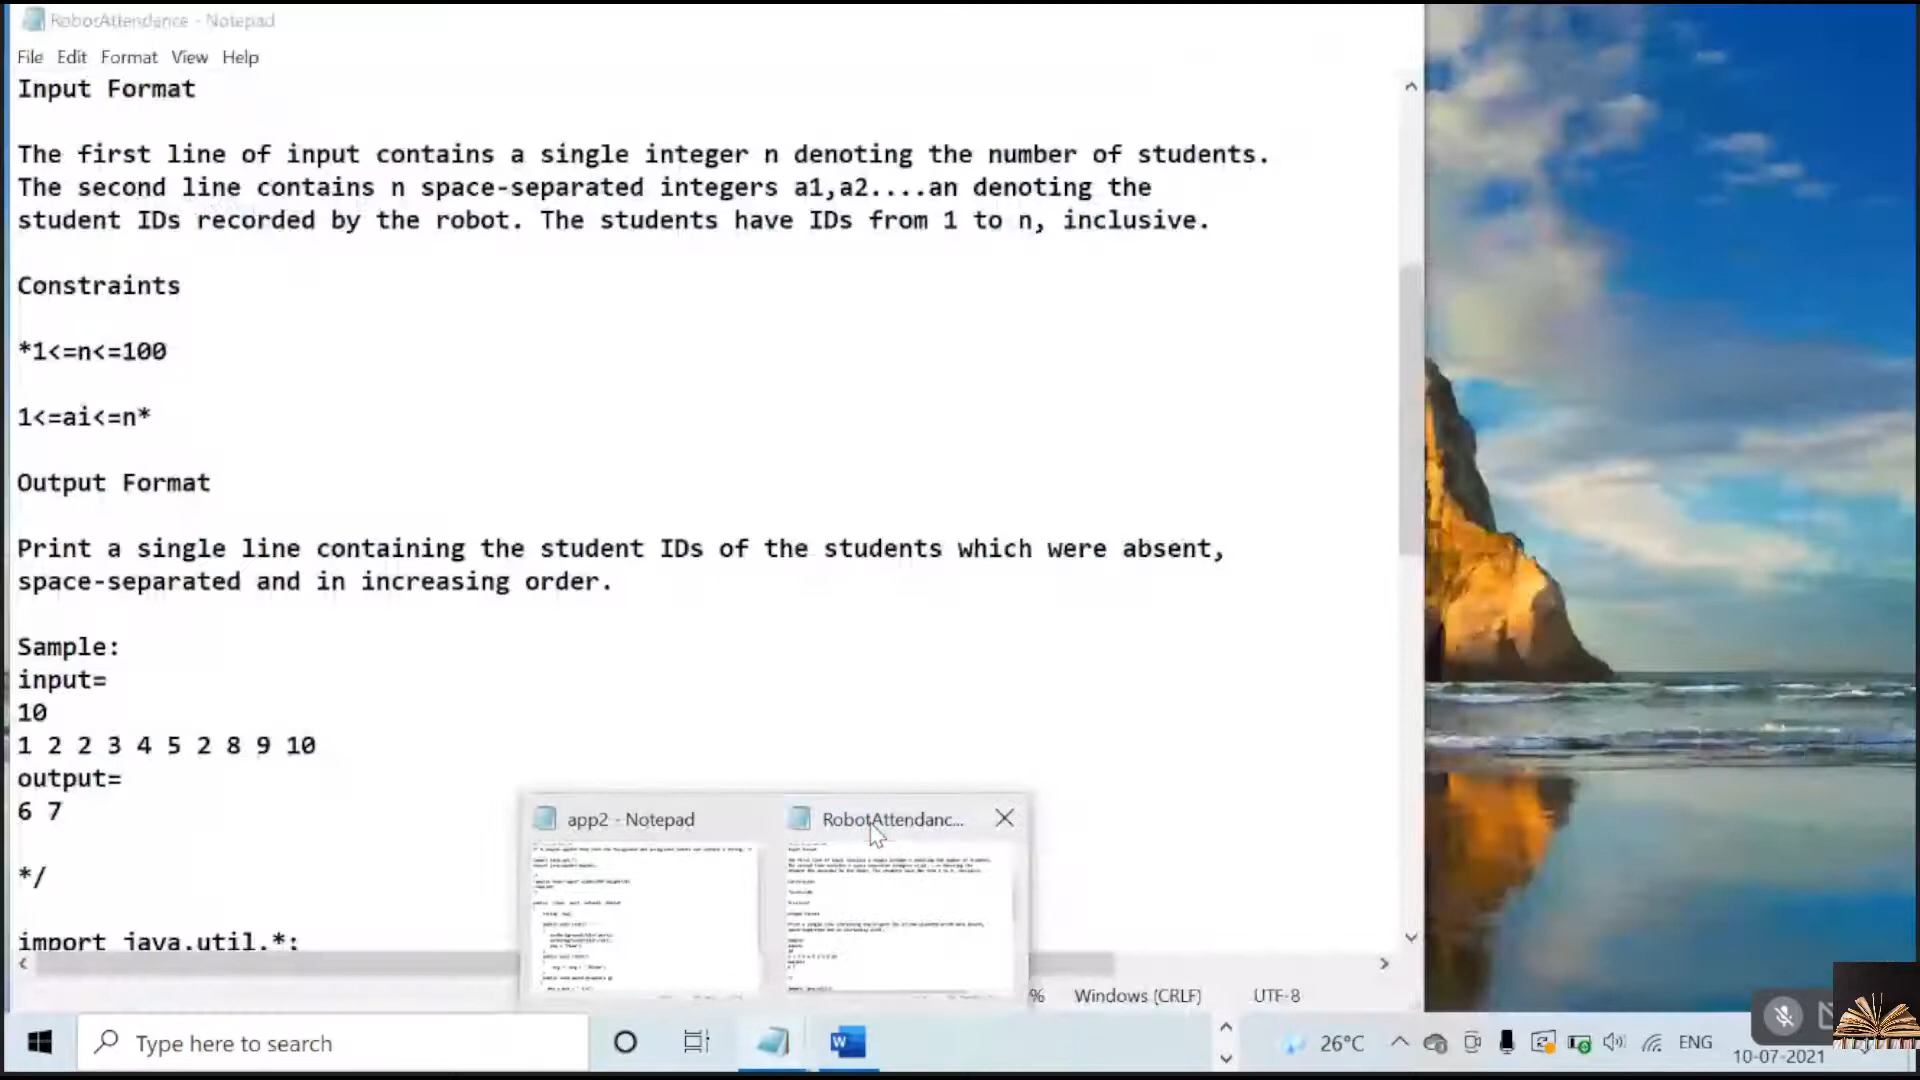 RobotAttendance - Notepad
File Edit Format View Help
Input Format
The first line of input contains a single integer n denoting the number of students.
The second line contains n space-separated integers a1,a2....an denoting the
student IDs recorded by the robot. The students have IDs from 1 to n, inclusive.
Constraints
*1<=n<=100
1<=ai<=n*
Output Format
Print a single line containing the student IDs of the students which were absent,
space-separated and in increasing order.
Sample:
input=
10
1 2 2 3 4 5 2 8 9 10
output=
6 7
*/
import java.util.*;
app2 - Notepad
RobotAttendanc...
% Windows (CRLF) UTF-8
Type here to search
26°C
ENG
10-07-2021